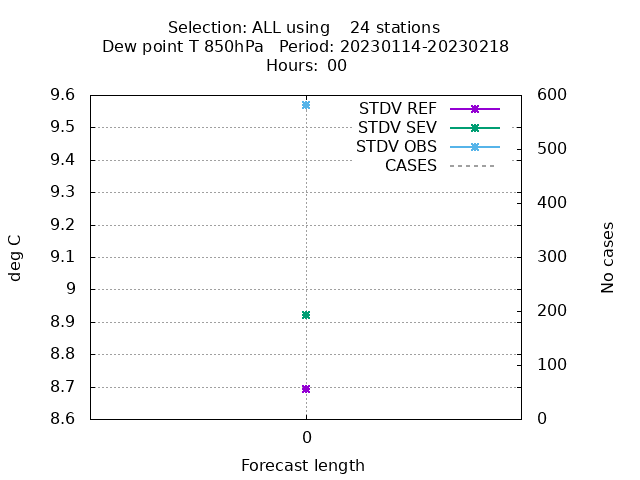 Selection: ALL using    24 stations
Dew point T 850hPa   Period: 20230114-20230218
Hours: 00
9.6
9.5
9.4
9.3
9.2
9.1
9
8.9
8.8
8.7
8.6
600
500
400
300
200
100
0
STDV REF
STDV SEV
STDV OBS
CASES
deg C
No cases
0
Forecast length